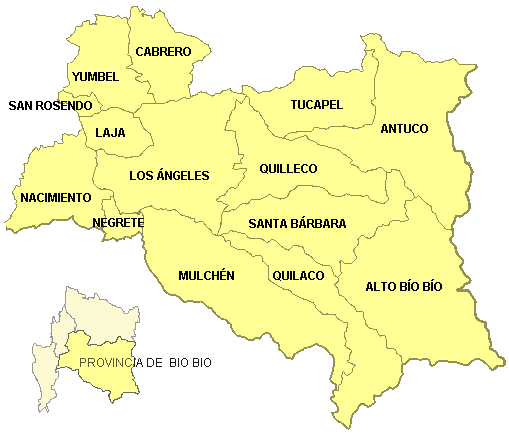 CABRERO
YUMBEL
SAN ROSENDO
TUCAPEL
LAJA
ANTUCO
QUILLECO
LOS ÁNGELES
NACIMIENTO
NEGRETE
SANTA BÁRBARA
MULCHÉN
QUILACO
ALTO BÍO BÍO
PROVINCIA DE BIO BIO